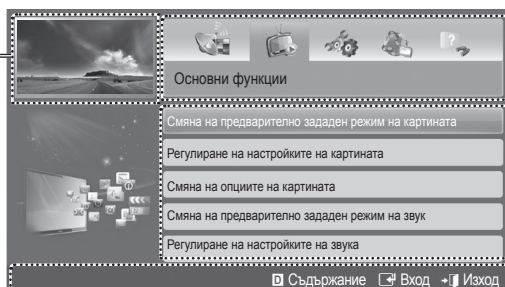 Основни функции
Смяна на предварително зададен режим на картината
Регулиране на настройките на картината
Смяна на опциите на картината
Смяна на предварително зададен режим на звук
Регулиране на настройките на звука
D Съдържание Вход Изход